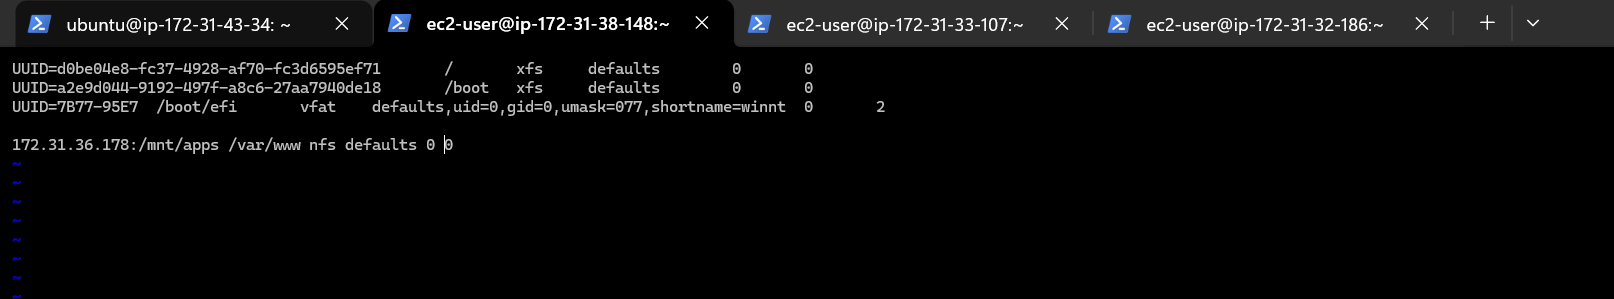 ubuntu@ip-172-31-43-34: ~ ec2-user@ip-172-31-38-148:~ ec2-user@ip-172-31-33-107:~ ec2-user@ip-172-31-32-186:~
UUID=d0be04e8-fc37-4928-af70-fc3d6595ef71 / xfs defaults 0 0
UUID=a2e9d044-9192-497f-a8c6-27aa7940de18 /boot xfs defaults 0 0
UUID=7B77-95E7 /boot/efi vfat defaults,uid=0,gid=0,umask=077,shortname=winnt 0 2
172.31.36.178:/mnt/apps /var/www nfs defaults 0 0
~
~
~
~
~
~
~
~